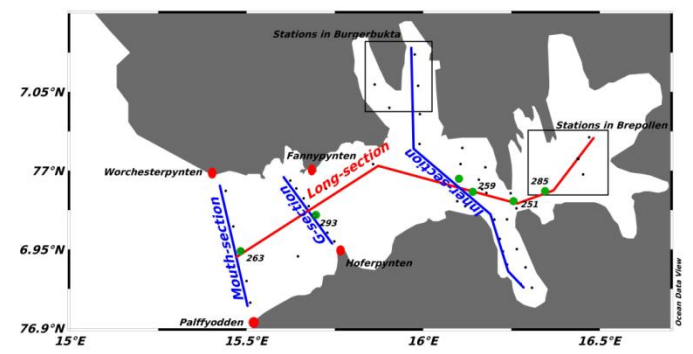 Stations in Burgerbukta
7.05°N
Stations in Brepollen
Fannypynten
Worchesterpynten
77°N
Long-section
Inner-section
285
259
251
G-section
293
Mouth-section
6.95°N
263
Hoferpynten
Palffyodden
76.9°N
15°E
15.5°E
16°E
16.5°E
Ocean Data View